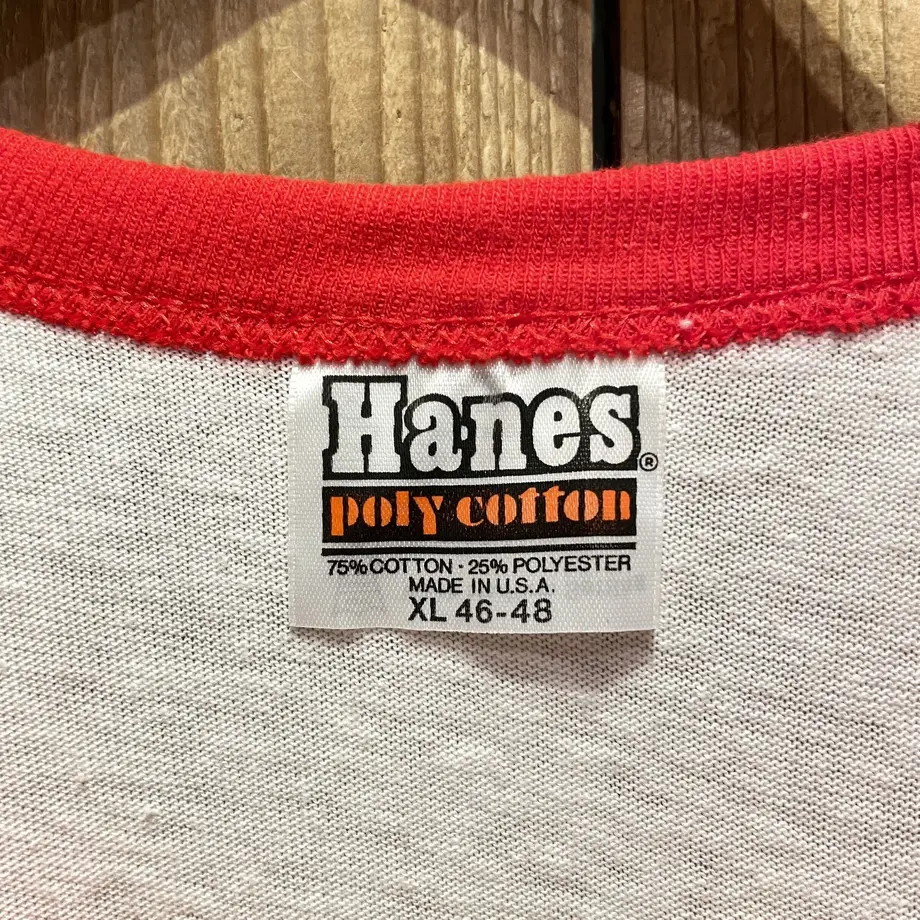 Hanes®
poly cotton
75% COTTON · 25% POLYESTER
MADE IN U.S.A.
XL 46-48